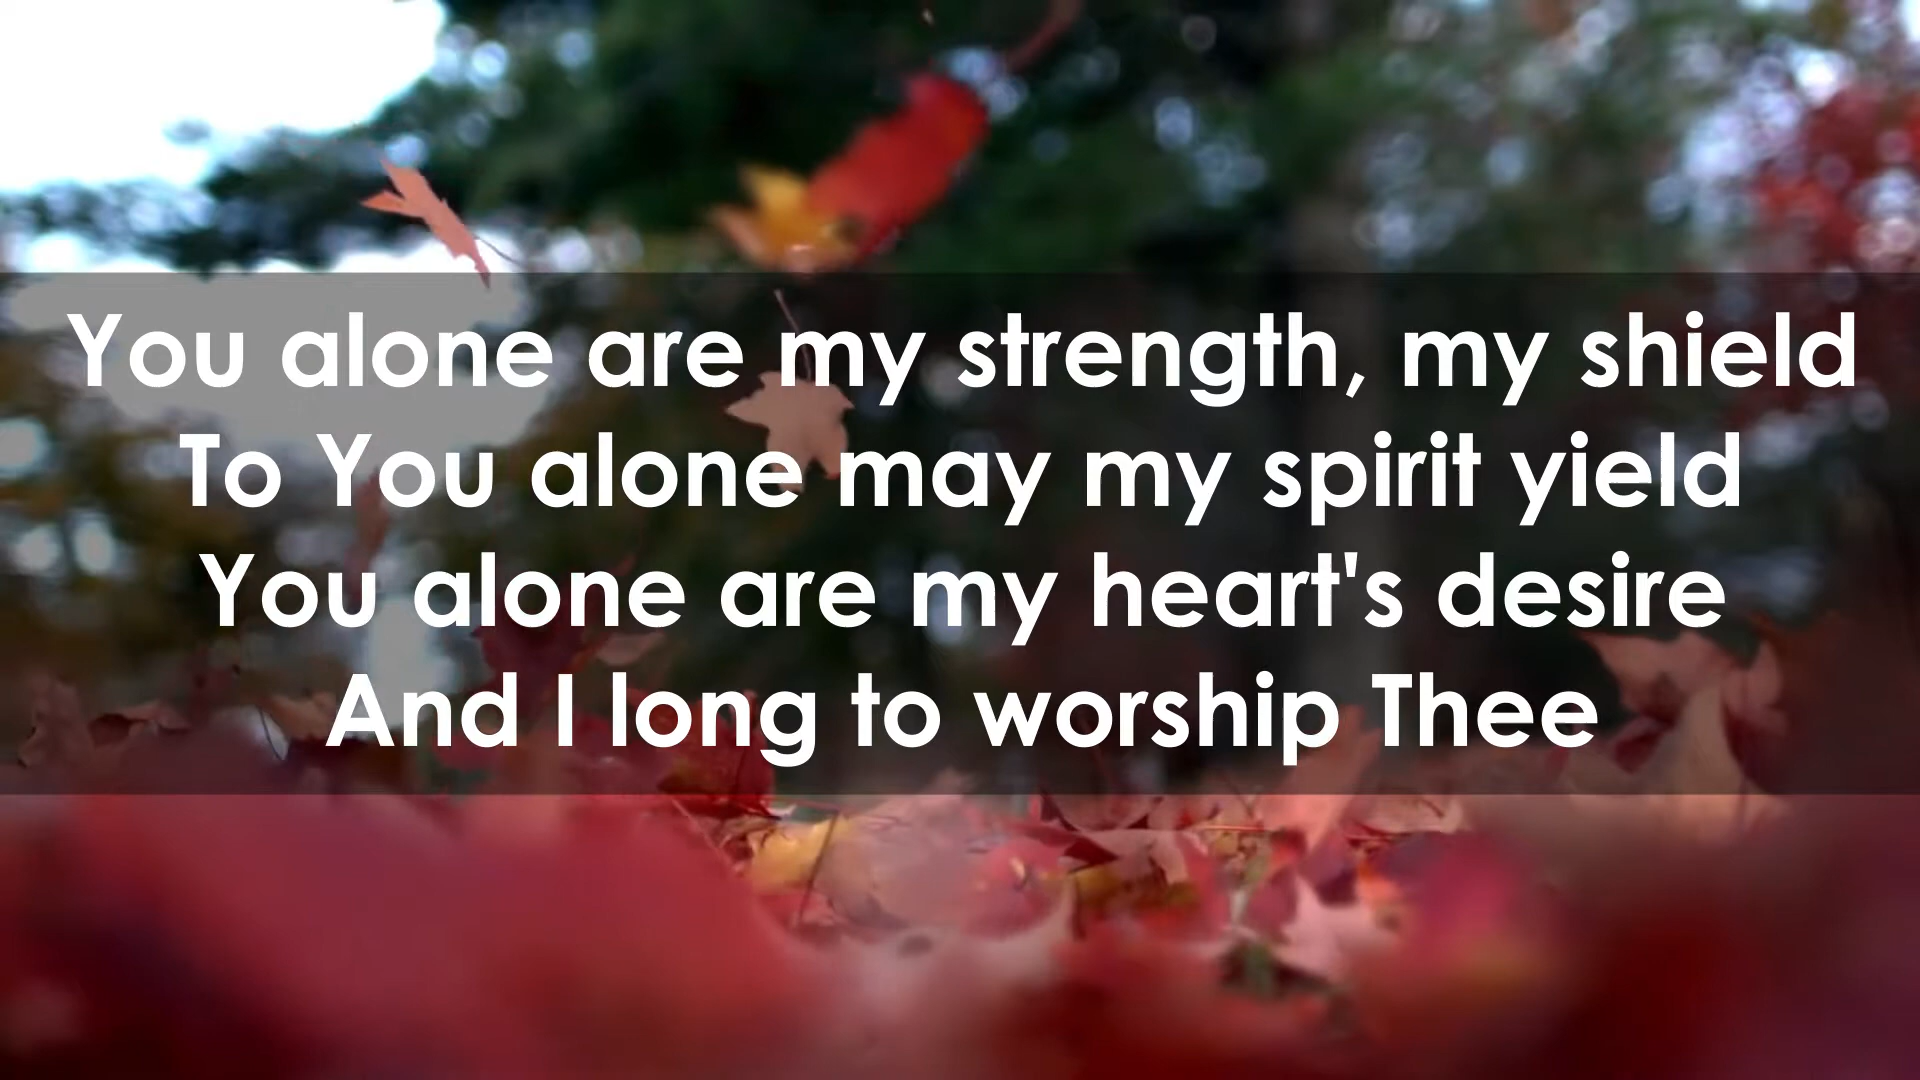 You alone are my strength, my shield
To You alone may my spirit yield
You alone are my heart's desire
And I long to worship Thee